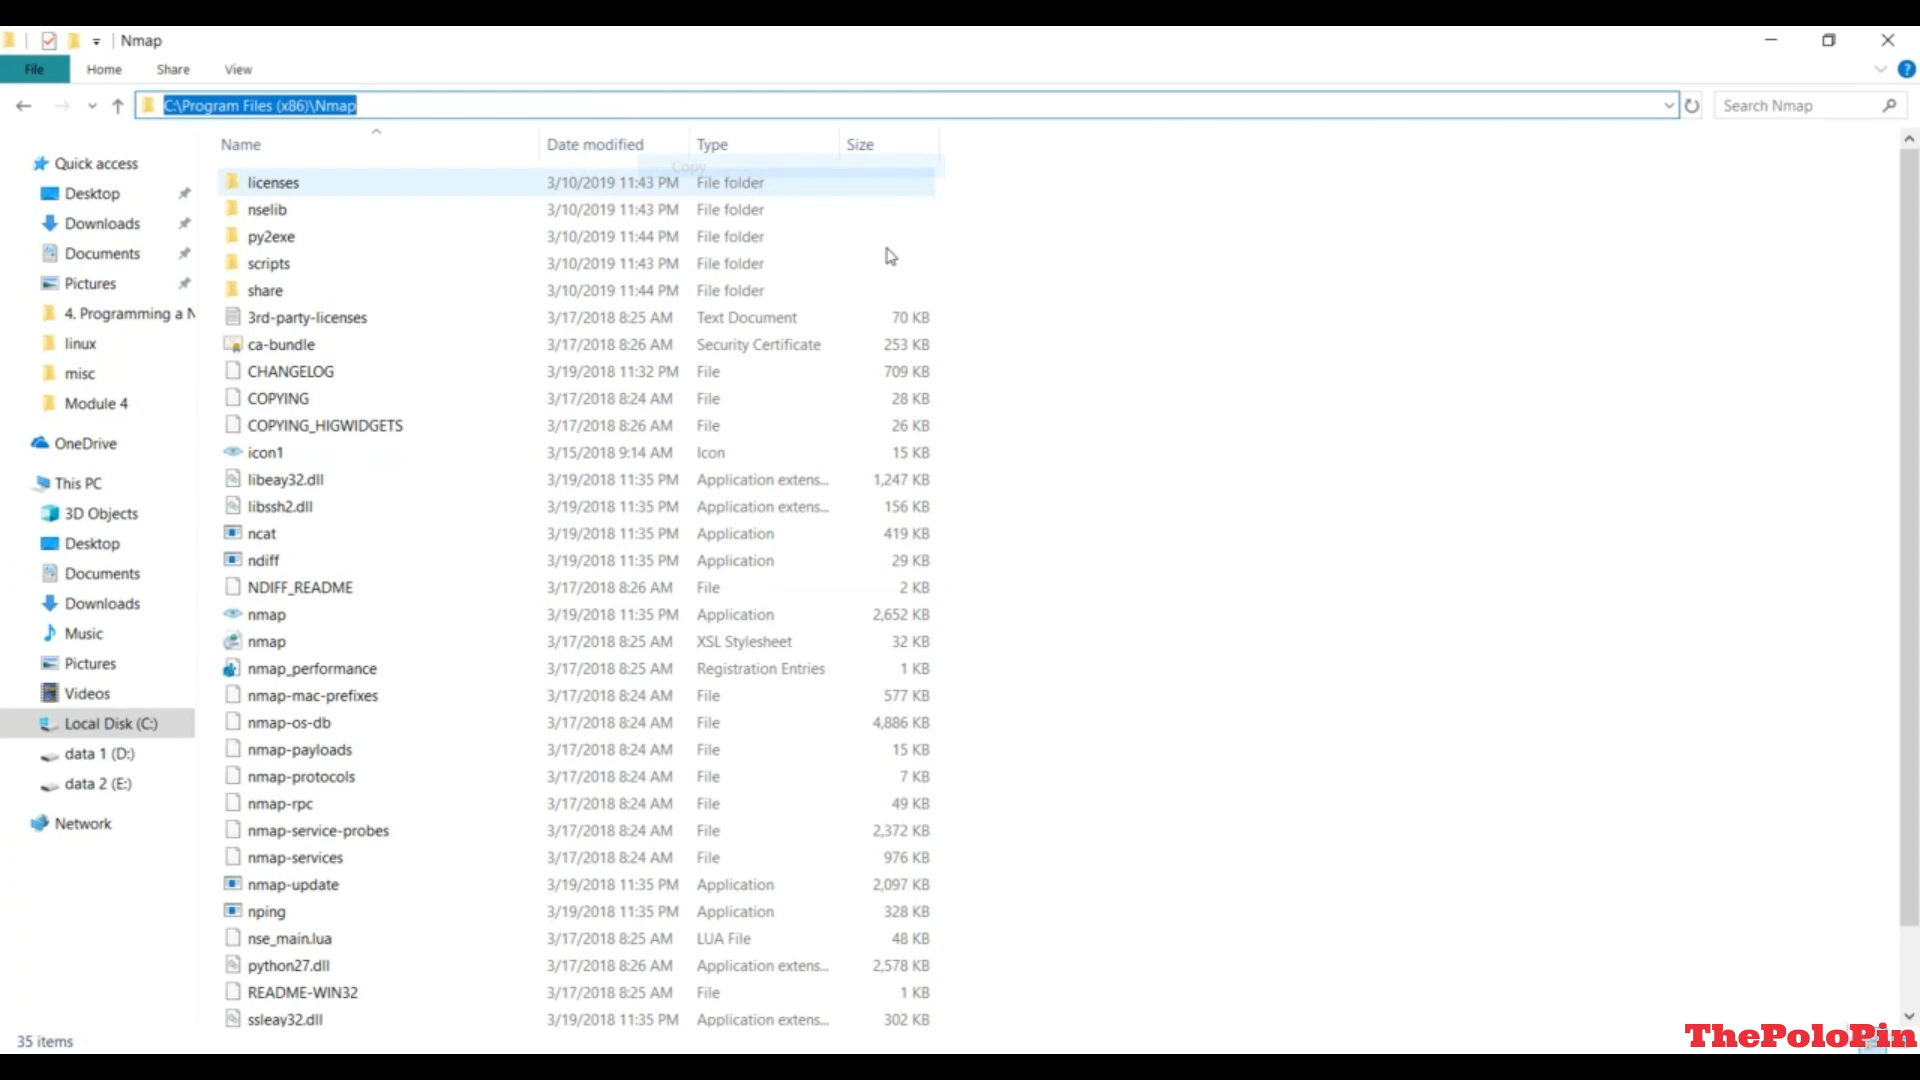 Nmap
File Home Share View
C:\Program Files (x86)\Nmap Search Nmap
Name Date modified Type Size
Copy
Quick access
Desktop
Downloads
Documents
Pictures
4. Programming a N
linux
misc
Module 4
OneDrive
This PC
3D Objects
Desktop
Documents
Downloads
Music
Pictures
Videos
Local Disk (C:)
data 1 (D:)
data 2 (E:)
Network
licenses 3/10/2019 11:43 PM File folder
nselib 3/10/2019 11:43 PM File folder
py2exe 3/10/2019 11:44 PM File folder
scripts 3/10/2019 11:43 PM File folder
share 3/10/2019 11:44 PM File folder
3rd-party-licenses 3/17/2018 8:25 AM Text Document 70 KB
ca-bundle 3/17/2018 8:26 AM Security Certificate 253 KB
CHANGELOG 3/19/2018 11:32 PM File 709 KB
COPYING 3/17/2018 8:24 AM File 28 KB
COPYING_HIGWIDGETS 3/17/2018 8:26 AM File 26 KB
icon1 3/15/2018 9:14 AM Icon 15 KB
libeay32.dll 3/19/2018 11:35 PM Application extens... 1,247 KB
libssh2.dll 3/19/2018 11:35 PM Application extens... 156 KB
ncat 3/19/2018 11:35 PM Application 419 KB
ndiff 3/19/2018 11:35 PM Application 29 KB
NDIFF_README 3/17/2018 8:26 AM File 2 KB
nmap 3/19/2018 11:35 PM Application 2,652 KB
nmap 3/17/2018 8:25 AM XSL Stylesheet 32 KB
nmap_performance 3/17/2018 8:25 AM Registration Entries 1 KB
nmap-mac-prefixes 3/17/2018 8:24 AM File 577 KB
nmap-os-db 3/17/2018 8:24 AM File 4,886 KB
nmap-payloads 3/17/2018 8:24 AM File 15 KB
nmap-protocols 3/17/2018 8:24 AM File 7 KB
nmap-rpc 3/17/2018 8:24 AM File 49 KB
nmap-service-probes 3/17/2018 8:24 AM File 2,372 KB
nmap-services 3/17/2018 8:24 AM File 976 KB
nmap-update 3/19/2018 11:35 PM Application 2,097 KB
nping 3/19/2018 11:35 PM Application 328 KB
nse_main.lua 3/17/2018 8:25 AM LUA File 48 KB
python27.dll 3/17/2018 8:26 AM Application extens... 2,578 KB
README-WIN32 3/17/2018 8:25 AM File 1 KB
ssleay32.dll 3/19/2018 11:35 PM Application extens... 302 KB
35 items
ThePoloPin